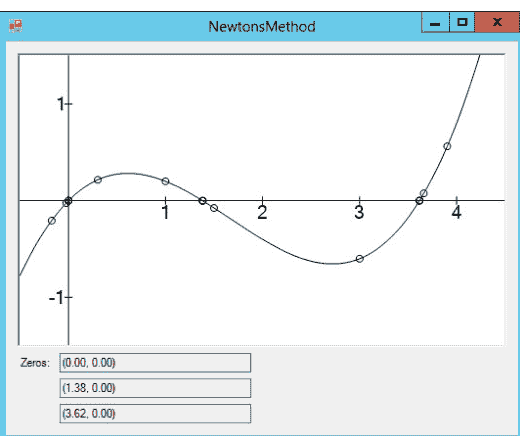 NewtonsMethod
1
1 2 3 4
-1
Zeros: (0.00, 0.00)
(1.38, 0.00)
(3.62, 0.00)